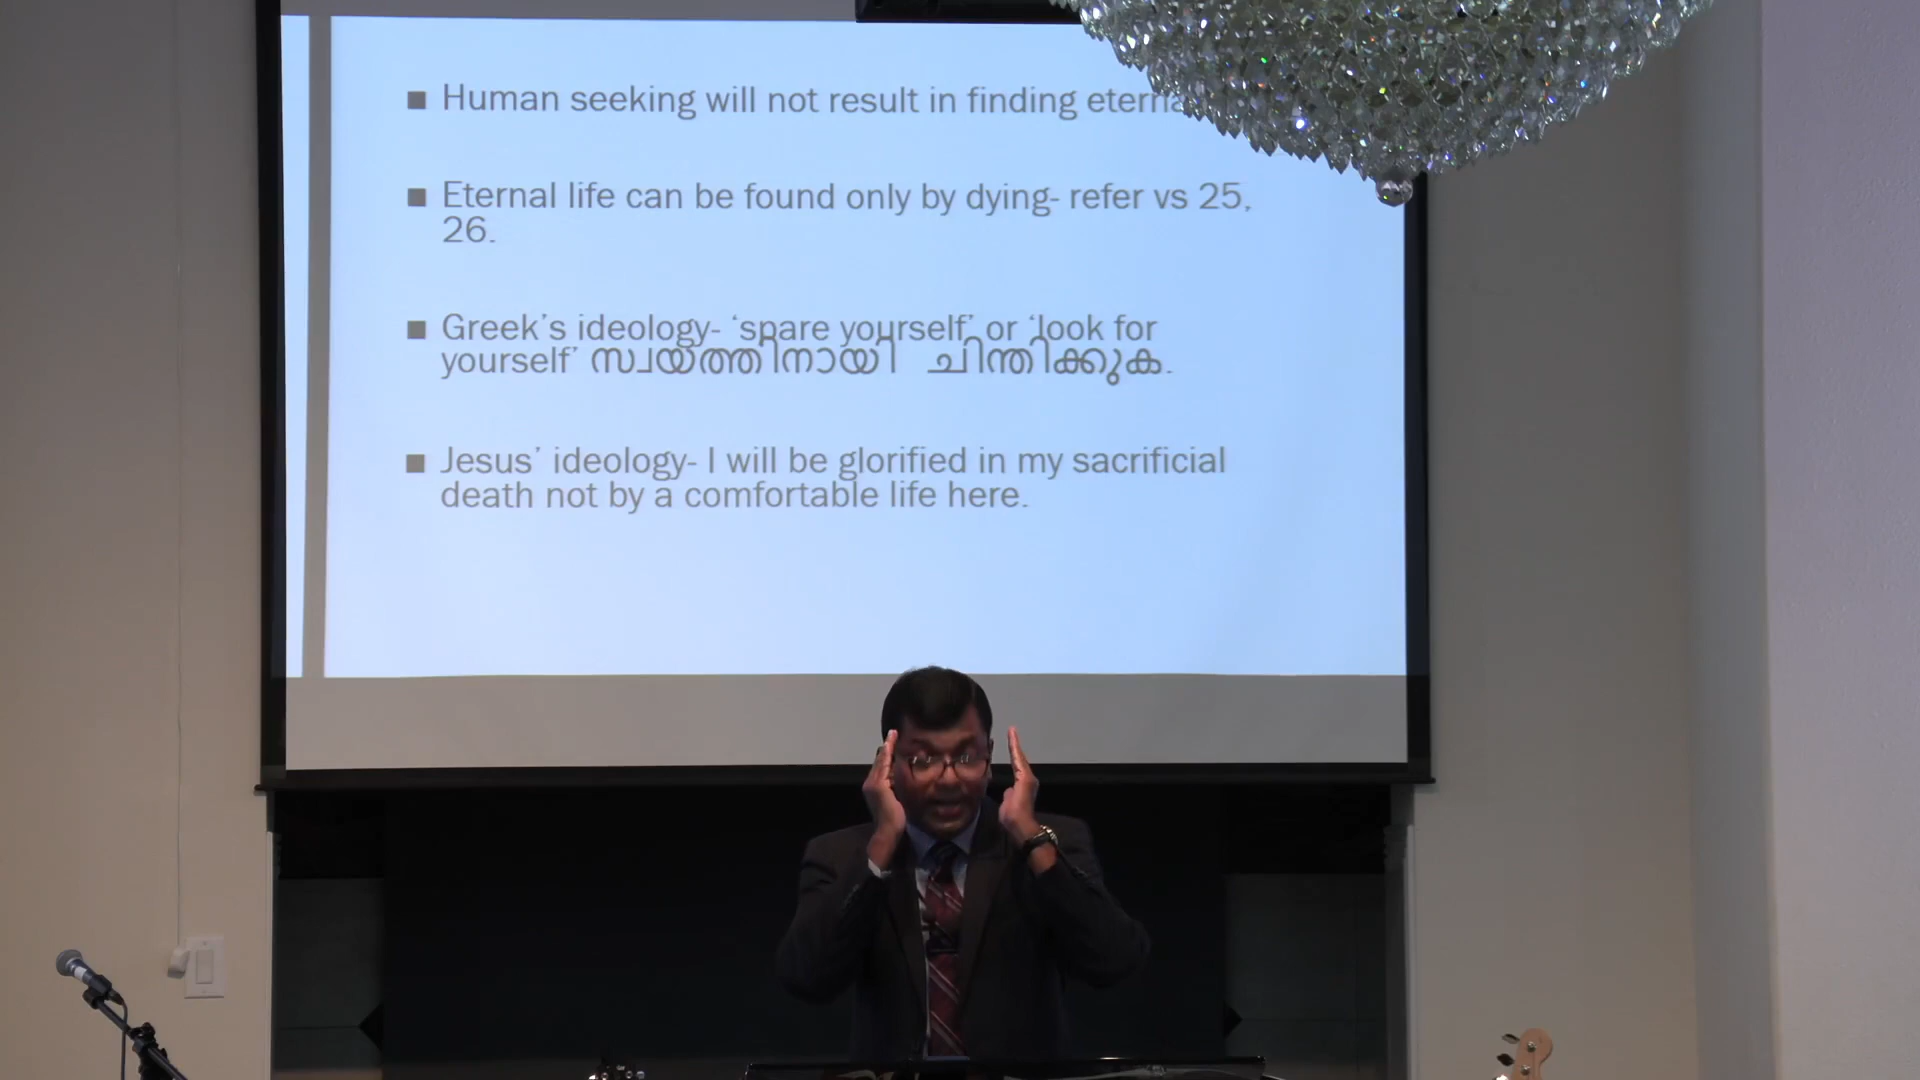 ■ Human seeking will not result in finding
■ Eternal life can be found only by dying- refer vs 25,
26.
■ Greek's ideology- ‘spare yourself’ or ‘look for
yourself’ സ്വയത്തിനായി ചിന്തിക്കുക.
■ Jesus’ ideology- I will be glorified in my sacrificial
death not by a comfortable life here.